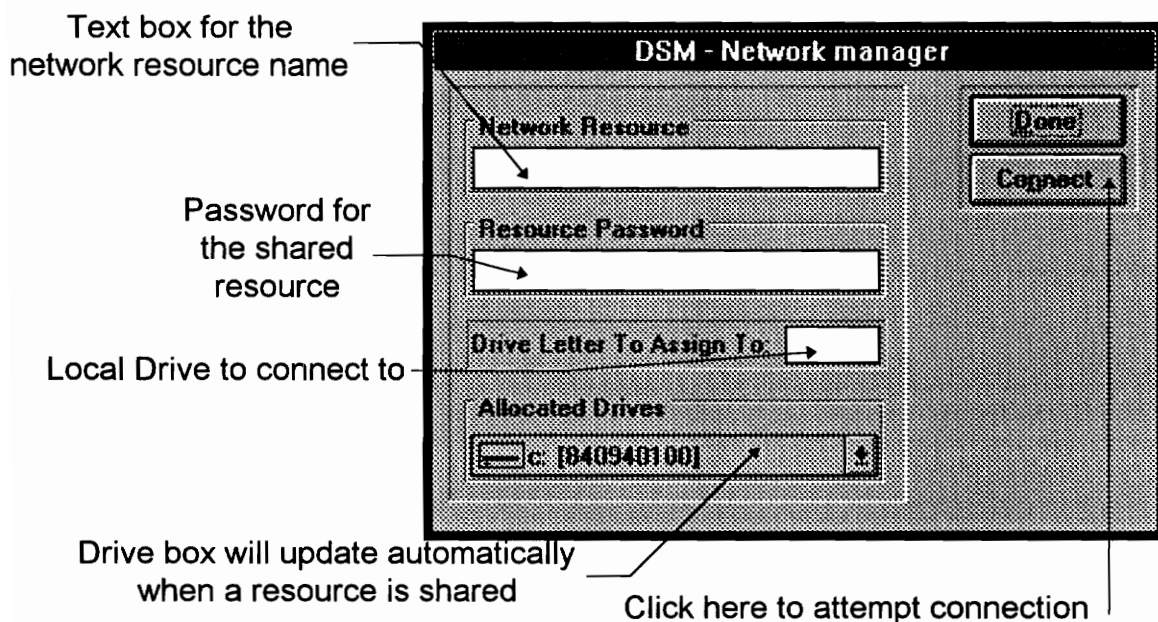 Text box for the
network resource name
DSM - Network manager
Network Resource
Done
Connect
Password for
the shared
resource
Resource Password
Drive Letter To Assign To:
Local Drive to connect to
Allocated Drives
c: [840940100]
Drive box will update automatically
when a resource is shared
Click here to attempt connection